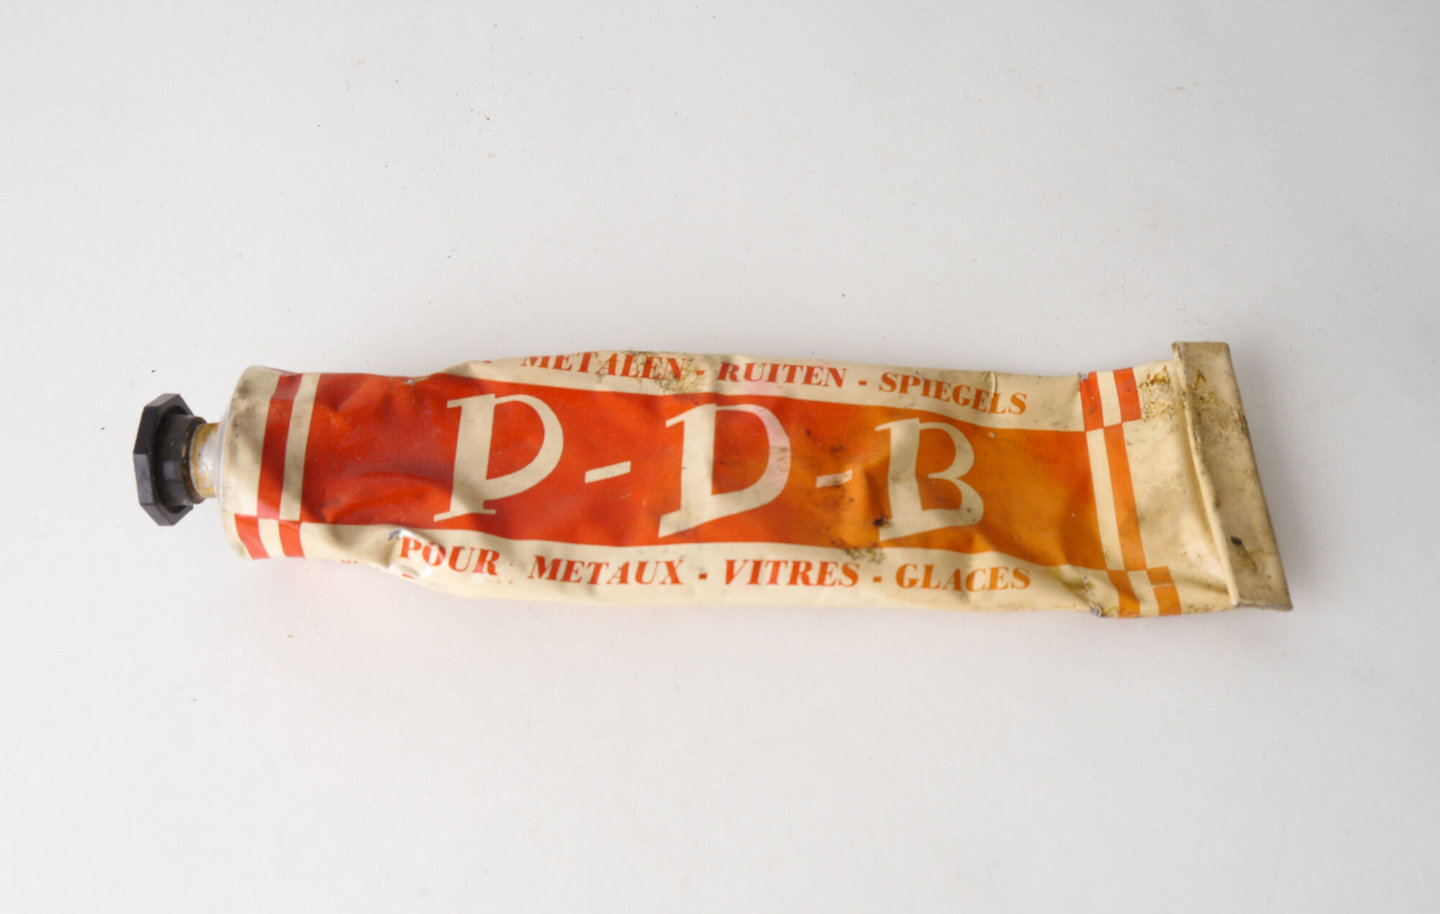 METALEN - RUITEN - SPIEGELS
P-D-B
POUR METAUX - VITRES - GLACES